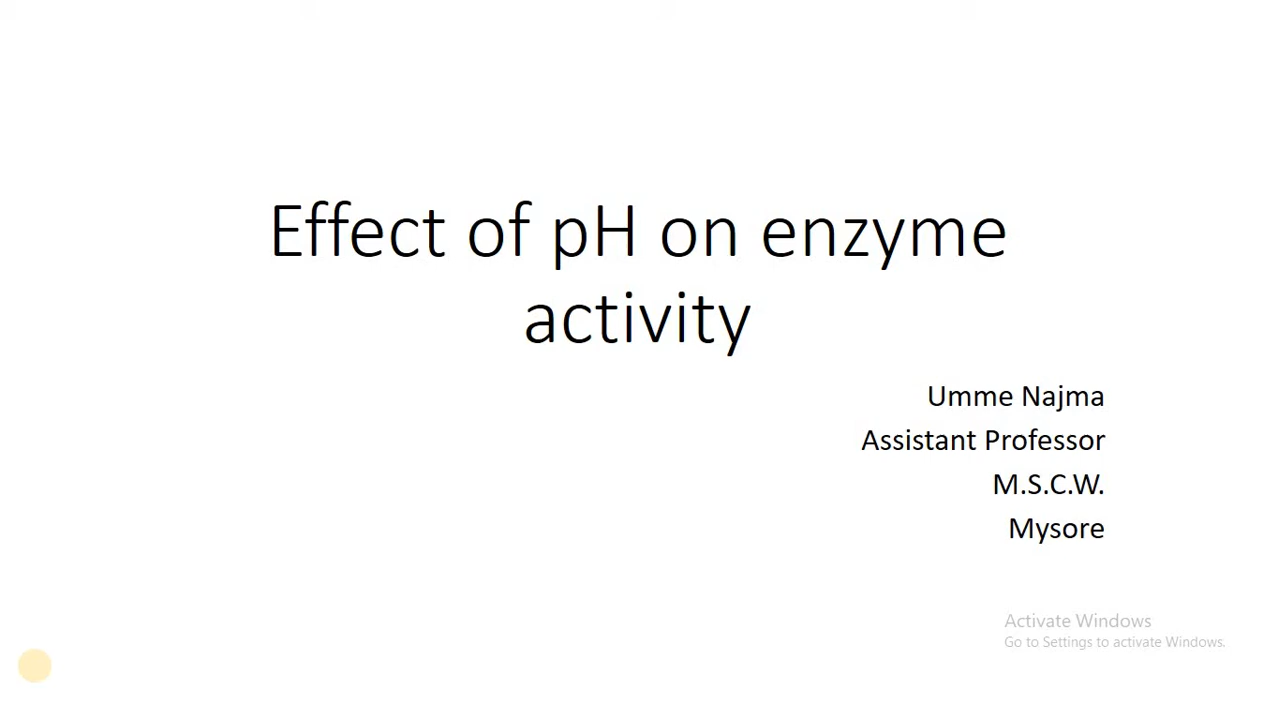 Effect of pH on enzyme
activity
Umme Najma
Assistant Professor
M.S.C.W.
Mysore
Activate Windows
Go to Settings to activate Windows.